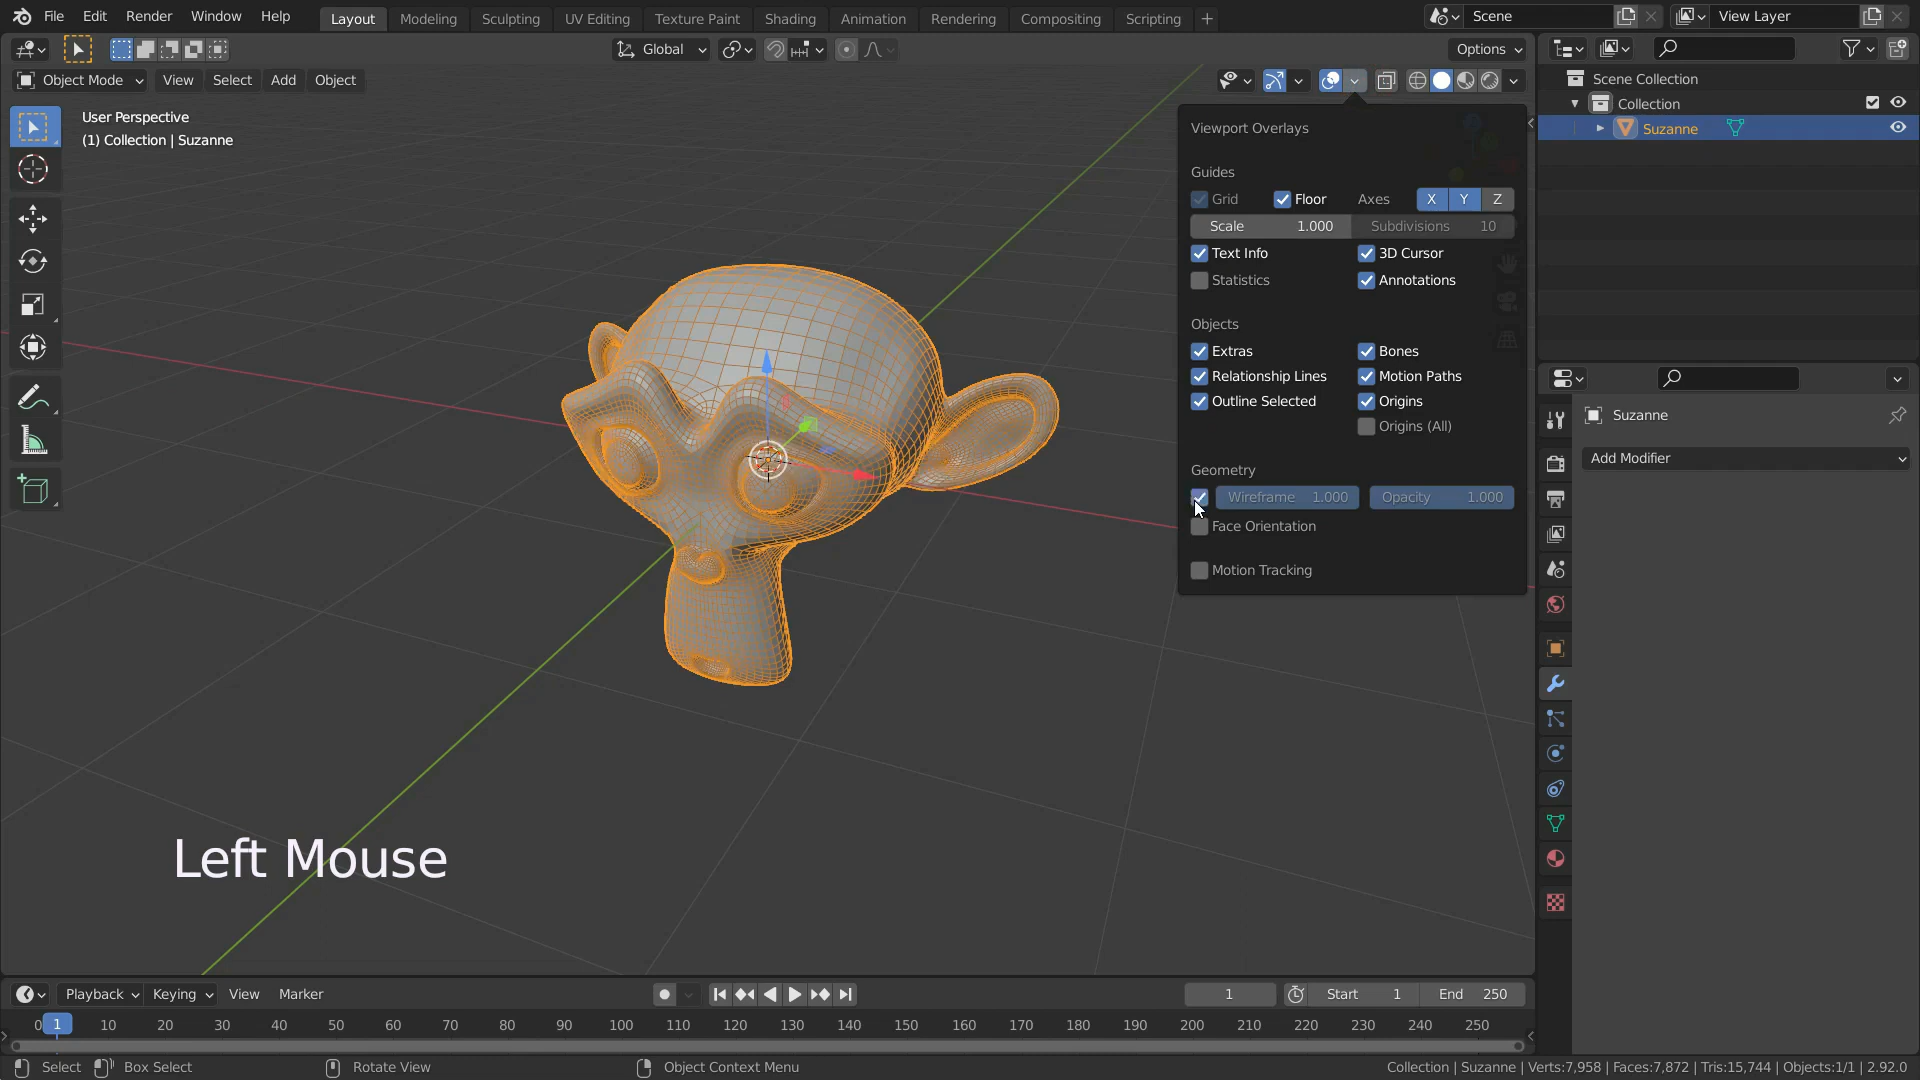 File Edit Render Window Help Layout Modeling Sculpting UV Editing Texture Paint Shading Animation Rendering Compositing Scripting + Scene View Layer
Global Options
Object Mode View Select Add Object
User Perspective
(1) Collection | Suzanne
Viewport Overlays
Guides
Grid Floor Axes X Y Z
Scale 1.000 Subdivisions 10
Text Info 3D Cursor
Statistics Annotations
Objects
Extras Bones
Relationship Lines Motion Paths
Outline Selected Origins
Origins (All)
Geometry
Wireframe 1.000 Opacity 1.000
Face Orientation
Motion Tracking
Scene Collection
Collection
Suzanne
Suzanne
Add Modifier
Left Mouse
Playback Keying View Marker 1 Start 1 End 250
0 1 10 20 30 40 50 60 70 80 90 100 110 120 130 140 150 160 170 180 190 200 210 220 230 240 250
Select Box Select Rotate View Object Context Menu Collection | Suzanne | Verts:7,958 | Faces:7,872 | Tris:15,744 | Objects:1/1 | 2.92.0